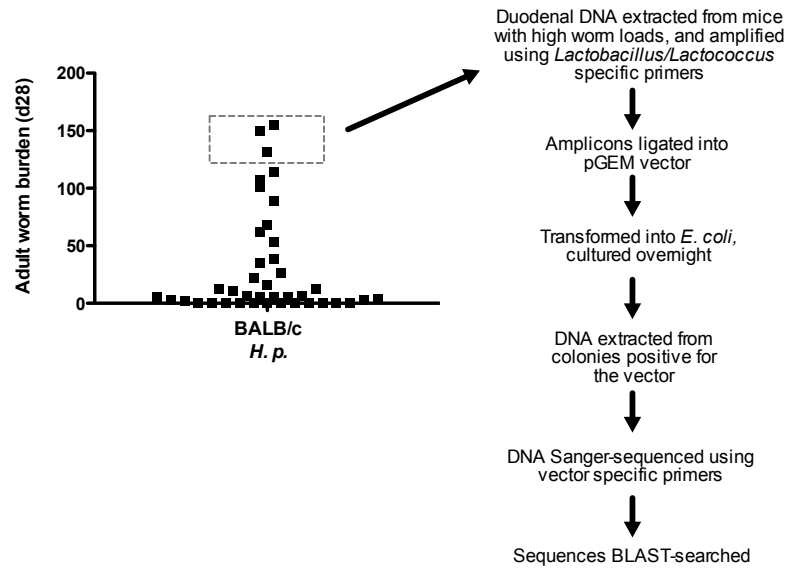 Duodenal DNA extracted from mice
with high worm loads, and amplified
using Lactobacillus/Lactococcus
specific primers
200
150
100
50
0
Adult worm burden (d28)
BALB/c
H. p.
Amplicons ligated into
pGEM vector
Transformed into E. coli,
cultured overnight
DNA extracted from
colonies positive for
the vector
DNA Sanger-sequenced using
vector specific primers
Sequences BLAST-searched